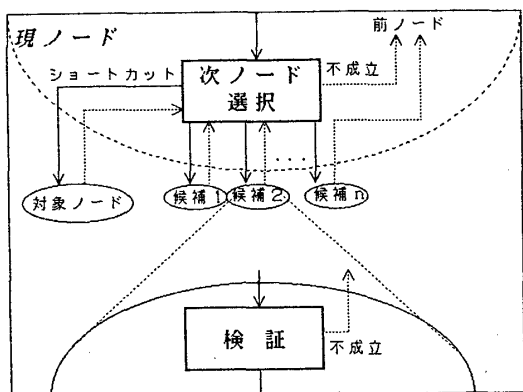 現ノード
前ノード
ショートカット
次ノード
選択
不成立
対象ノード
候補1
候補2
・・・
候補n
検証
不成立